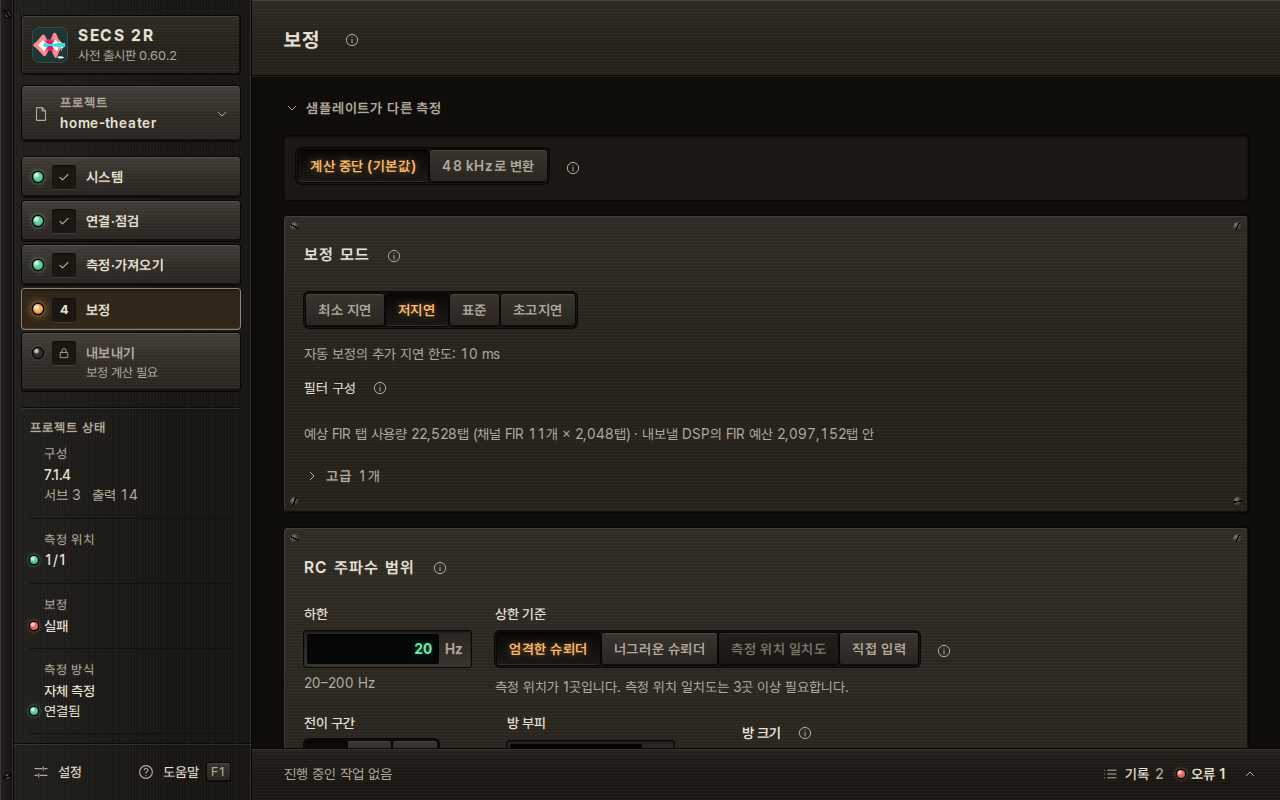 SECS 2R
사전 출시판 0.60.2
프로젝트
home-theater
시스템
연결·점검
측정·가져오기
4 보정
내보내기
보정 계산 필요
프로젝트 상태
구성
7.1.4
서브 3 출력 14
측정 위치
1/1
보정
실패
측정 방식
자체 측정
연결됨
설정 도움말 F1
보정
샘플레이트가 다른 측정
계산 중단 (기본값) 48 kHz로 변환
보정 모드
최소 지연 저지연 표준 초고지연
자동 보정의 추가 지연 한도: 10 ms
필터 구성
예상 FIR 탭 사용량 22,528탭 (채널 FIR 11개 × 2,048탭) · 내보낼 DSP의 FIR 예산 2,097,152탭 안
고급 1개
RC 주파수 범위
하한 상한 기준
20 Hz 엄격한 슈뢰더 너그러운 슈뢰더 측정 위치 일치도 직접 입력
20–200 Hz 측정 위치가 1곳입니다. 측정 위치 일치도는 3곳 이상 필요합니다.
전이 구간 방 부피 방 크기
진행 중인 작업 없음 기록 2 오류 1